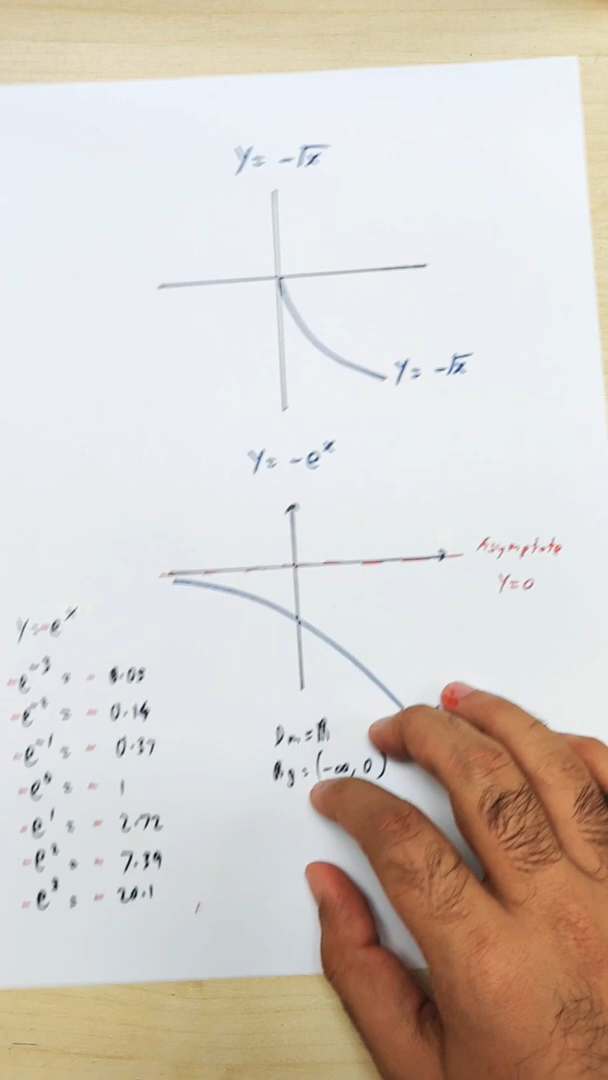 y = -√x
y = -√x
y = -eˣ
Asymptote
y=0
y=-eˣ
-e⁻³ = -0.05
-e⁻² = -0.14
-e⁻¹ = -0.37
-e⁰ = -1
-e¹ = -2.72
-e² = -7.39
-e³ = -20.1
Dm = ℝ
Rg = (-∞, 0)